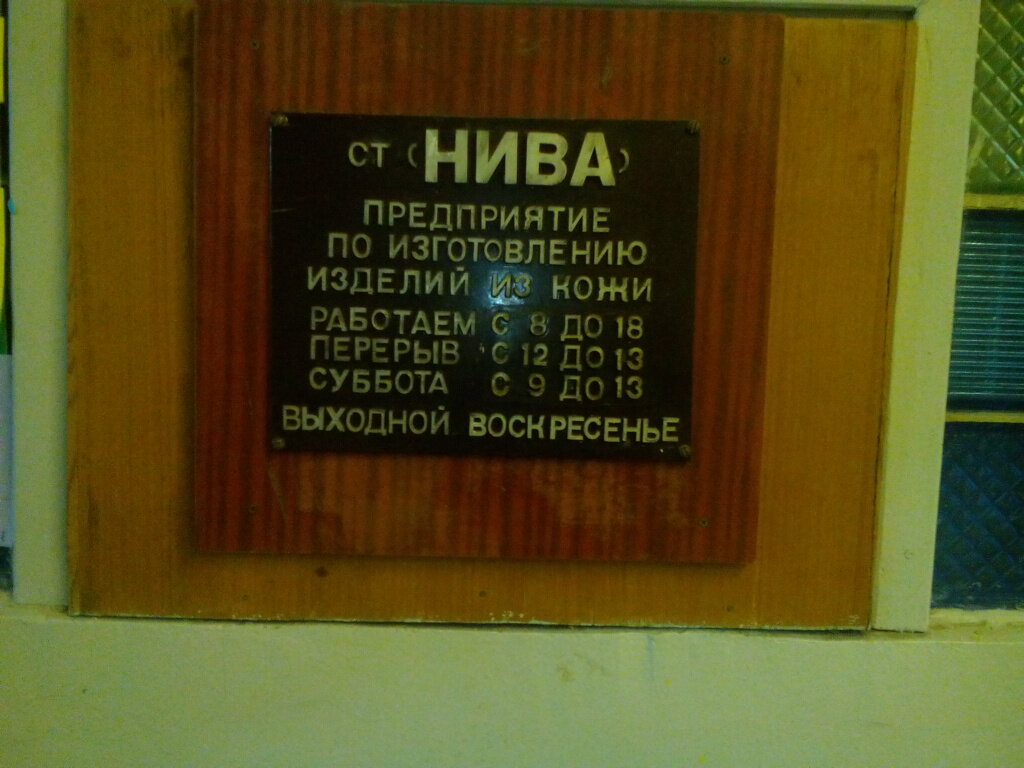 СТ (НИВА)
ПРЕДПРИЯТИЕ
ПО ИЗГОТОВЛЕНИЮ
ИЗДЕЛИЙ ИЗ КОЖИ
РАБОТАЕМ С 8 ДО 18
ПЕРЕРЫВ С 12 ДО 13
СУББОТА С 9 ДО 13
ВЫХОДНОЙ ВОСКРЕСЕНЬЕ